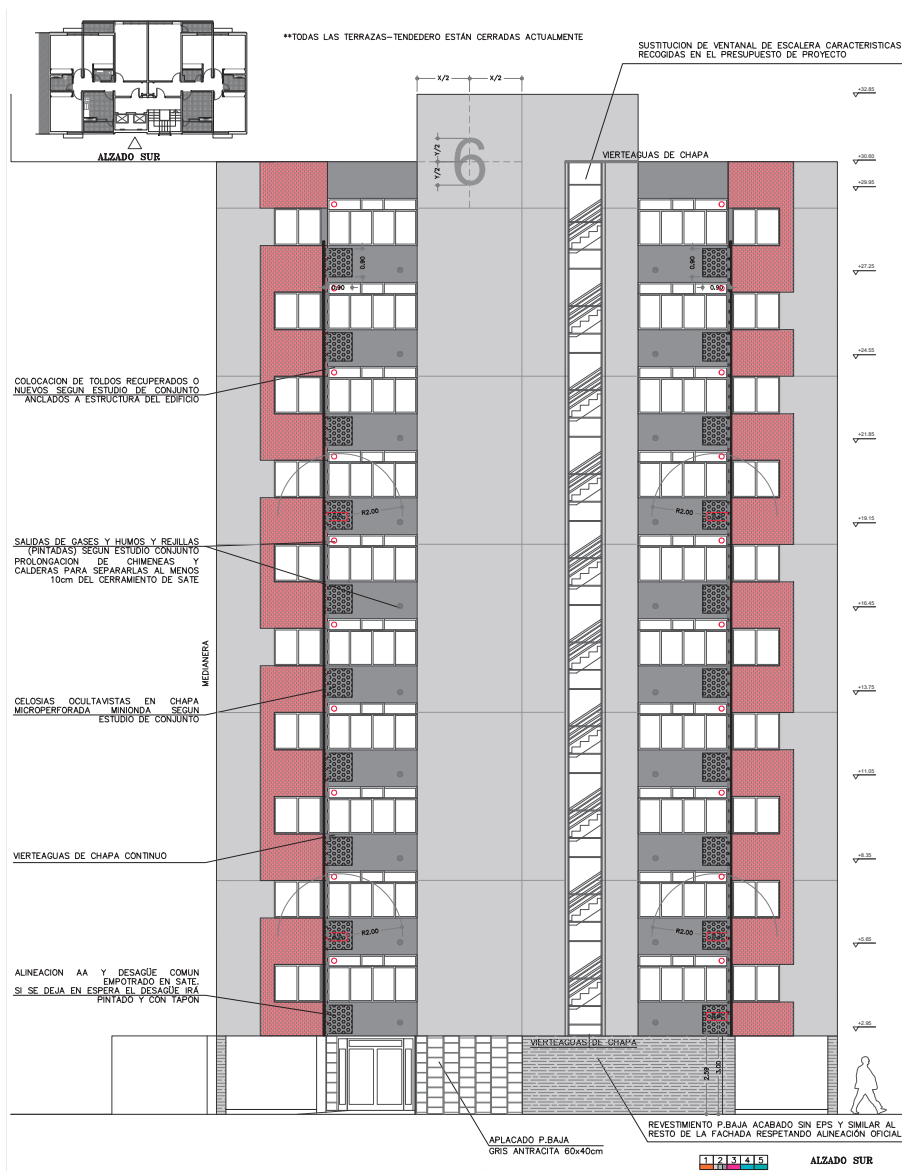 **TODAS LAS TERRAZAS-TENDEDERO ESTÁN CERRADAS ACTUALMENTE
SUSTITUCION DE VENTANAL DE ESCALERA CARACTERISTICAS
RECOGIDAS EN EL PRESUPUESTO DE PROYECTO
ALZADO SUR
X/2
X/2
Y/2
Y/2
6
VIERTEAGUAS DE CHAPA
+32.85
+30.60
+29.95
+27.25
+24.55
+21.85
+19.15
+16.45
+13.75
+11.05
+8.35
+5.65
+2.95
0.90
0.90
0.90
0.90
COLOCACION DE TOLDOS RECUPERADOS O
NUEVOS SEGUN ESTUDIO DE CONJUNTO
ANCLADOS A ESTRUCTURA DEL EDIFICIO
R2.00
R2.00
SALIDAS DE GASES Y HUMOS Y REJILLAS
(PINTADAS) SEGUN ESTUDIO CONJUNTO
PROLONGACION DE CHIMENEAS Y
CALDERAS PARA SEPARARLAS AL MENOS
10cm DEL CERRAMIENTO DE SATE
MEDIANERA
CELOSIAS OCULTAVISTES EN CHAPA
MICROPERFORADA MINIONDA SEGUN
ESTUDIO DE CONJUNTO
VIERTEAGUAS DE CHAPA CONTINUO
R2.00
R2.00
ALINEACION AA Y DESAGÜE COMUN
EMPOTRADO EN SATE.
SI SE DEJA EN ESPERA EL DESAGÜE IRÁ
PINTADO Y CON TAPON
VIERTEAGUAS DE CHAPA
2.59
3.00
APLACADO P.BAJA
GRIS ANTRACITA 60x40cm
REVESTIMIENTO P.BAJA ACABADO SIN EPS Y SIMILAR AL
RESTO DE LA FACHADA RESPETANDO ALINEACIÓN OFICIAL
1 2 3 4 5
ALZADO SUR